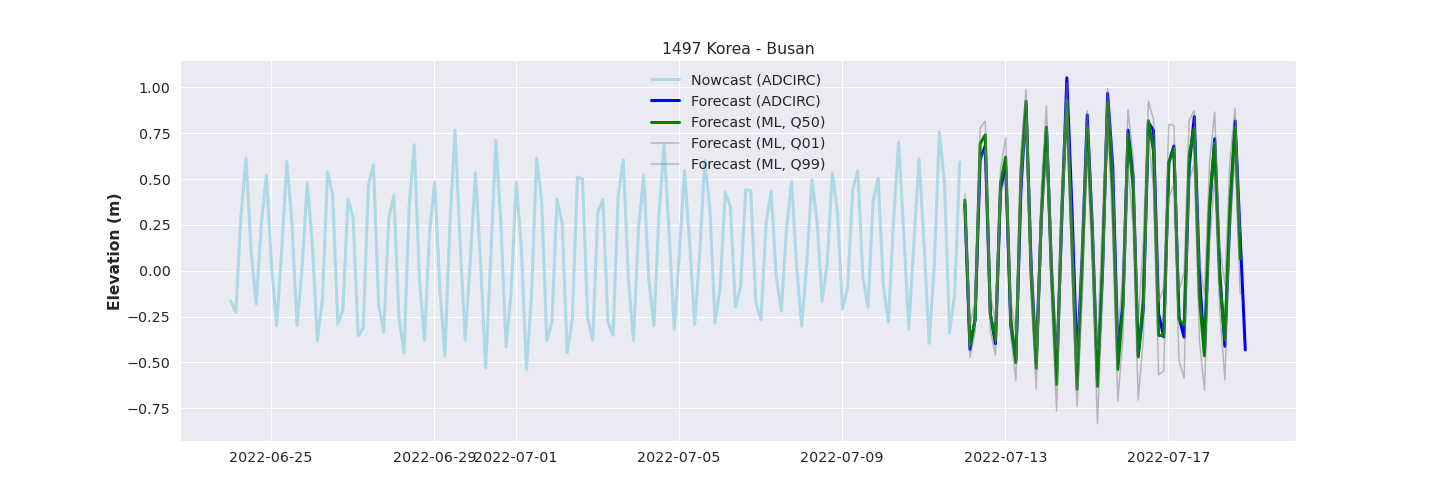 1497 Korea - Busan
Nowcast (ADCIRC)
Forecast (ADCIRC)
Forecast (ML, Q50)
Forecast (ML, Q01)
Forecast (ML, Q99)
Elevation (m)
1.00
0.75
0.50
0.25
0.00
−0.25
−0.50
−0.75
2022-06-25 2022-06-29 2022-07-01 2022-07-05 2022-07-09 2022-07-13 2022-07-17